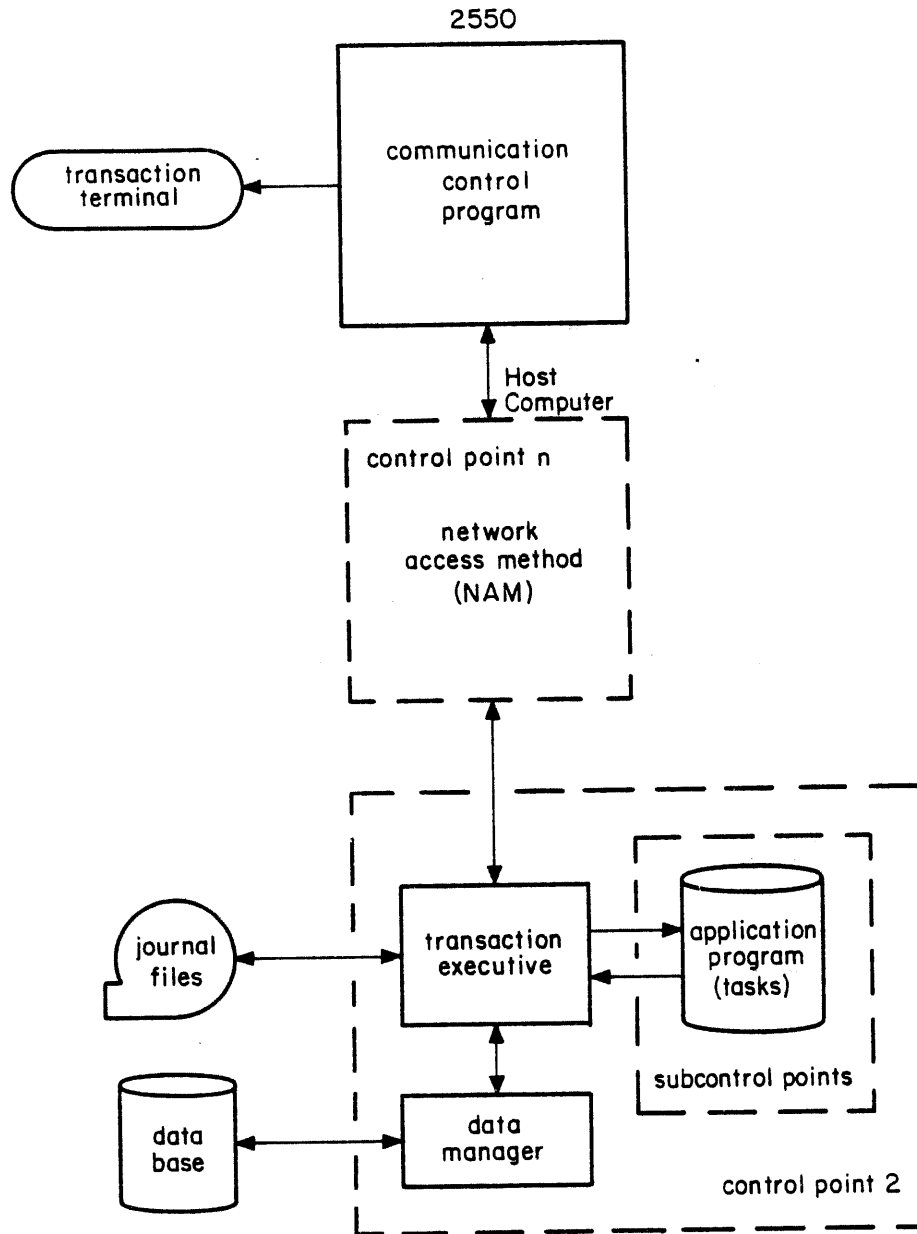 2550
communication
control
program
transaction
terminal
Host
Computer
control point n
network
access method
(NAM)
journal
files
transaction
executive
application
program
(tasks)
subcontrol points
data
base
data
manager
control point 2